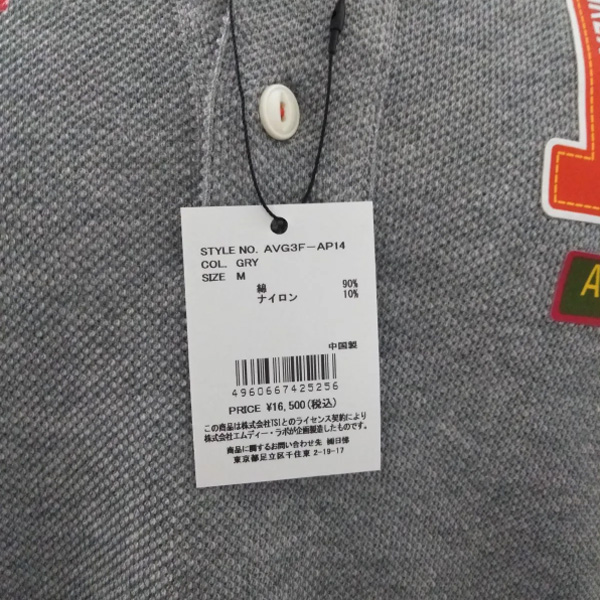 STYLE NO. AVG3F-AP14
COL. GRY
SIZE M
綿 90%
ナイロン 10%
中国製
4960667425256
PRICE ¥16,500(税込)
この商品は株式会社TSIとのライセンス契約により
株式会社エムディー・ラボが企画製造したものです。
商品に関するお問い合わせ先 ㈱日邦
東京都足立区千住東 2-19-17
A